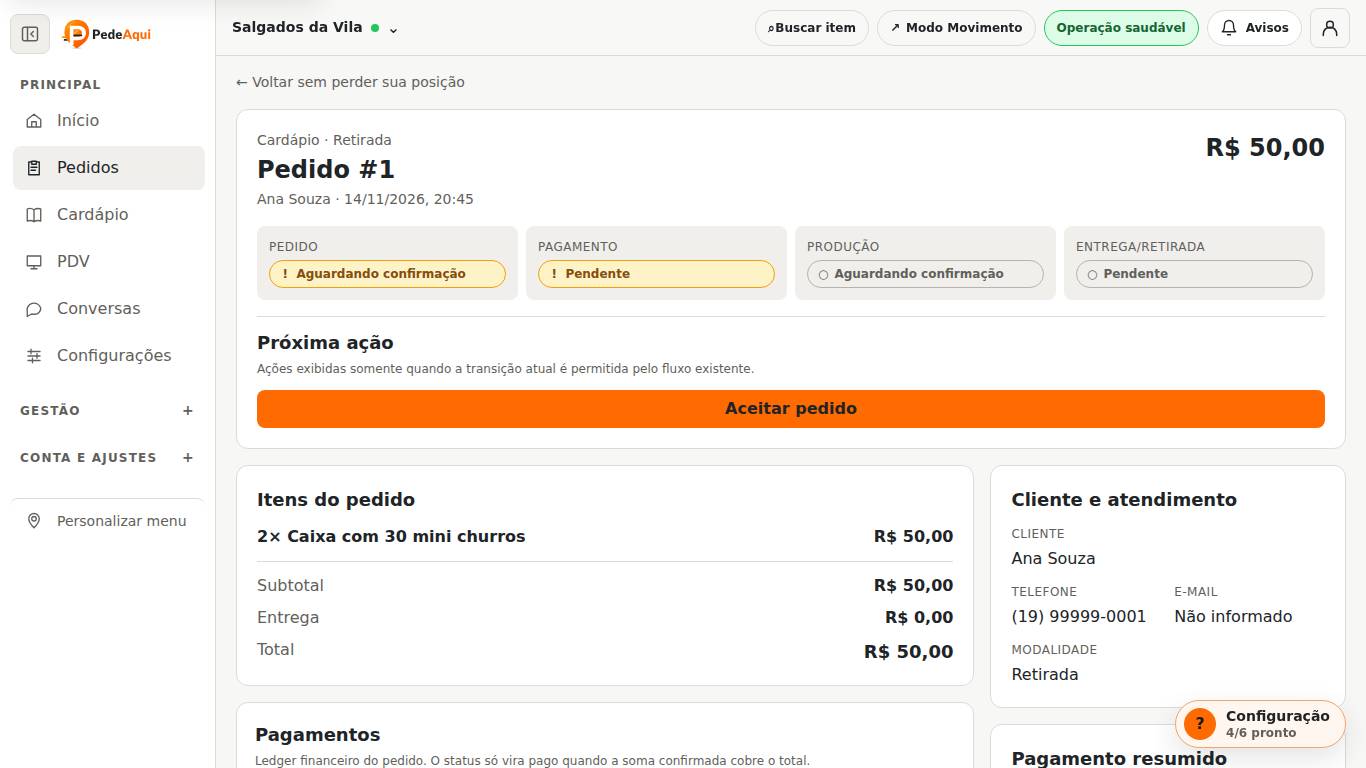 PedeAqui
PRINCIPAL
Início
Pedidos
Cardápio
PDV
Conversas
Configurações
GESTÃO +
CONTA E AJUSTES +
Personalizar menu
Salgados da Vila
Buscar item
↗ Modo Movimento
Operação saudável
Avisos
← Voltar sem perder sua posição
Cardápio · Retirada
Pedido #1
Ana Souza · 14/11/2026, 20:45
R$ 50,00
PEDIDO
! Aguardando confirmação
PAGAMENTO
! Pendente
PRODUÇÃO
○ Aguardando confirmação
ENTREGA/RETIRADA
○ Pendente
Próxima ação
Ações exibidas somente quando a transição atual é permitida pelo fluxo existente.
Aceitar pedido
Itens do pedido
2× Caixa com 30 mini churros R$ 50,00
Subtotal R$ 50,00
Entrega R$ 0,00
Total R$ 50,00
Pagamentos
Ledger financeiro do pedido. O status só vira pago quando a soma confirmada cobre o total.
Cliente e atendimento
CLIENTE
Ana Souza
TELEFONE E-MAIL
(19) 99999-0001 Não informado
MODALIDADE
Retirada
Pagamento resumido
? Configuração
4/6 pronto